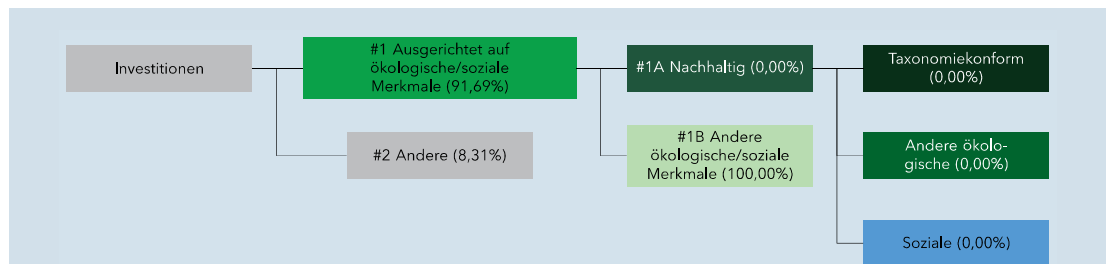 Investitionen
#1 Ausgerichtet auf
ökologische/soziale
Merkmale (91,69%)
#1A Nachhaltig (0,00%)
Taxonomiekonform
(0,00%)
#2 Andere (8,31%)
#1B Andere
ökologische/soziale
Merkmale (100,00%)
Andere ökolo-
gische (0,00%)
Soziale (0,00%)